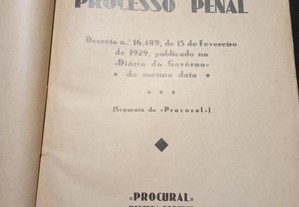 PROCESSO PENAL
Decreto n.º 16.489, de 15 de Fevereiro
de 1929, publicado no
«Diário do Govêrno»
da mesma data
(Separata do «Procural»)
«PROCURAL»